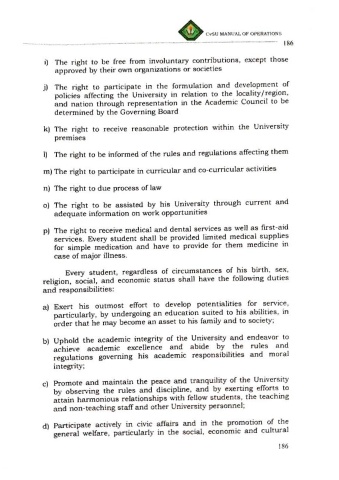 CvSU MANUAL OF OPERATIONS
186
i) The right to be free from involuntary contributions, except those
approved by their own organizations or societies
j) The right to participate in the formulation and development of
policies affecting the University in relation to the locality/region,
and nation through representation in the Academic Council to be
determined by the Governing Board
k) The right to receive reasonable protection within the University
premises
l) The right to be informed of the rules and regulations affecting them
m) The right to participate in curricular and co-curricular activities
n) The right to due process of law
o) The right to be assisted by his University through current and
adequate information on work opportunities
p) The right to receive medical and dental services as well as first-aid
services. Every student shall be provided limited medical supplies
for simple medication and have to provide for them medicine in
case of major illness.
Every student, regardless of circumstances of his birth, sex,
religion, social, and economic status shall have the following duties
and responsibilities:
a) Exert his outmost effort to develop potentialities for service,
particularly, by undergoing an education suited to his abilities, in
order that he may become an asset to his family and to society;
b) Uphold the academic integrity of the University and endeavor to
achieve academic excellence and abide by the rules and
regulations governing his academic responsibilities and moral
integrity;
c) Promote and maintain the peace and tranquility of the University
by observing the rules and discipline, and by exerting efforts to
attain harmonious relationships with fellow students, the teaching
and non-teaching staff and other University personnel;
d) Participate actively in civic affairs and in the promotion of the
general welfare, particularly in the social, economic and cultural
186